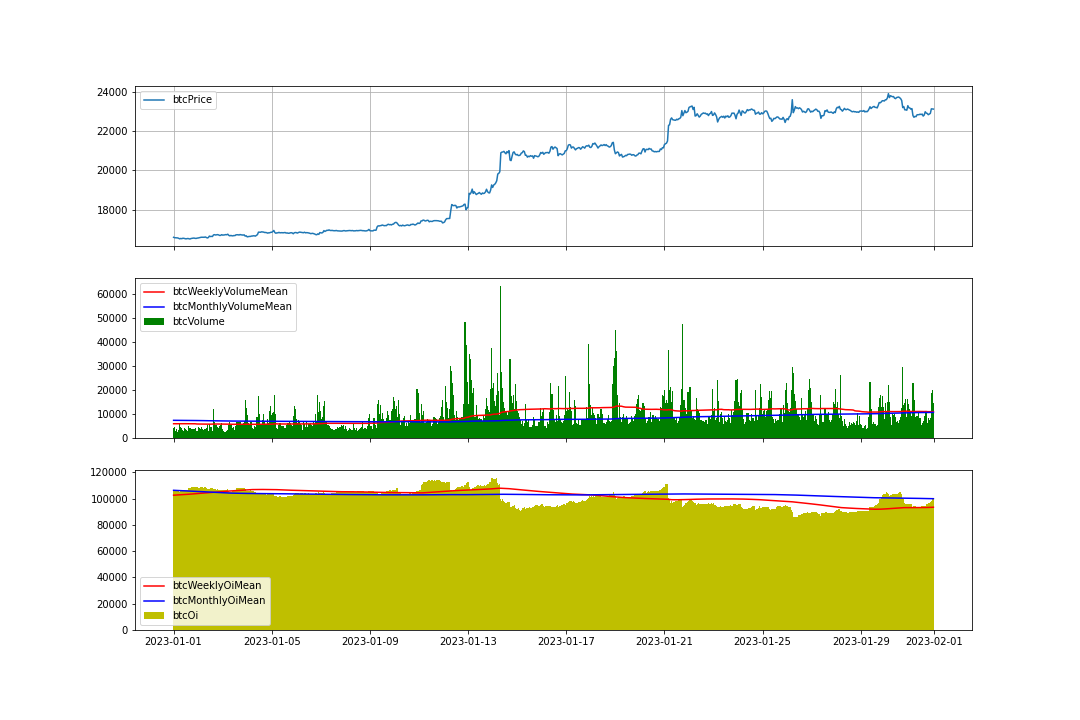 24000
22000
20000
18000
btcPrice
60000
50000
40000
30000
20000
10000
0
btcWeeklyVolumeMean
btcMonthlyVolumeMean
btcVolume
120000
100000
80000
60000
40000
20000
0
btcWeeklyOiMean
btcMonthlyOiMean
btcOi
2023-01-01 2023-01-05 2023-01-09 2023-01-13 2023-01-17 2023-01-21 2023-01-25 2023-01-29 2023-02-01